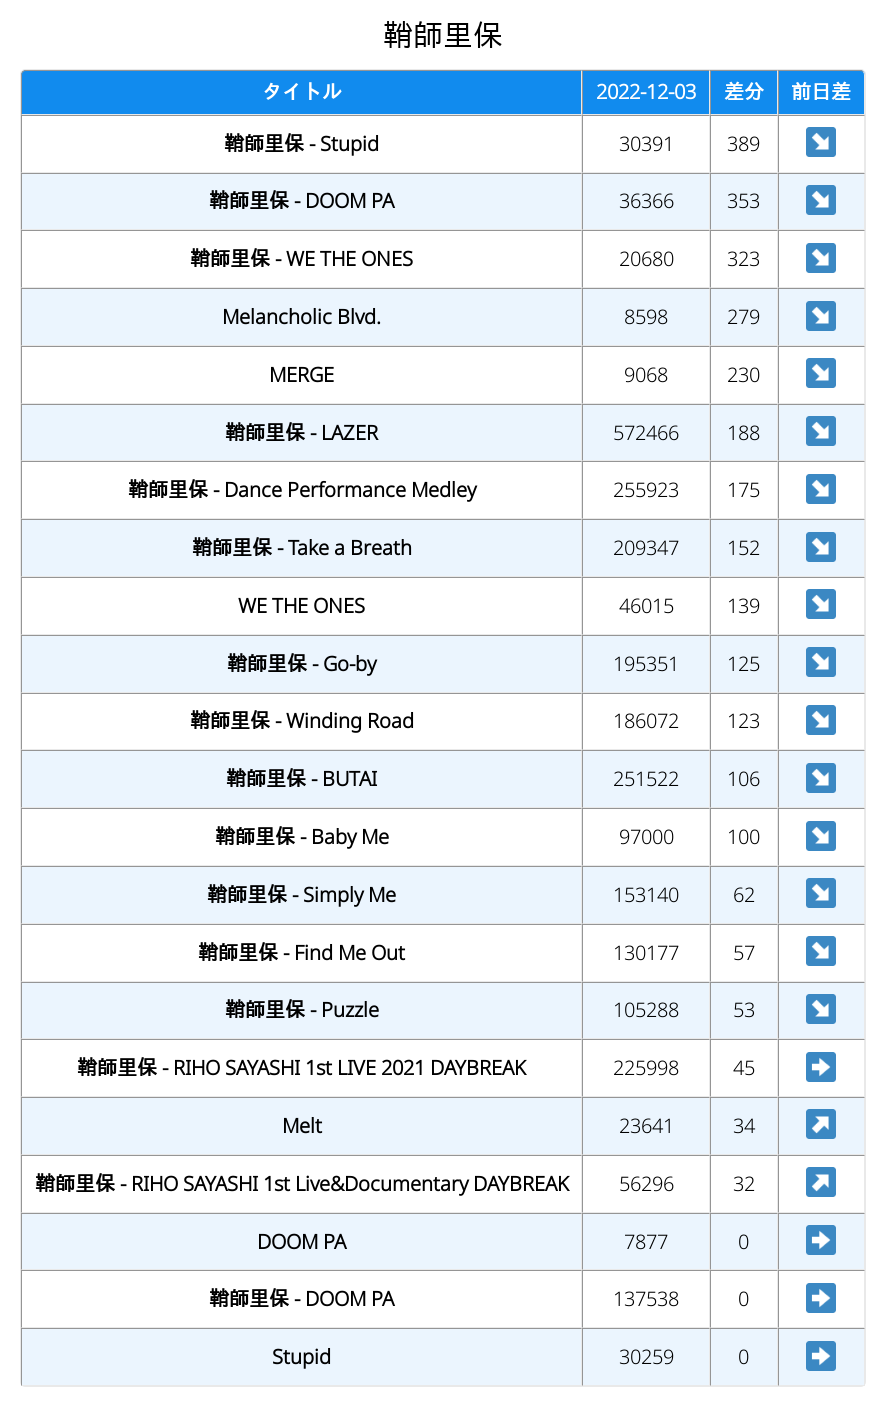 鞘師里保
タイトル 2022-12-03 差分 前日差
鞘師里保 - Stupid 30391 389 ↘
鞘師里保 - DOOM PA 36366 353 ↘
鞘師里保 - WE THE ONES 20680 323 ↘
Melancholic Blvd. 8598 279 ↘
MERGE 9068 230 ↘
鞘師里保 - LAZER 572466 188 ↘
鞘師里保 - Dance Performance Medley 255923 175 ↘
鞘師里保 - Take a Breath 209347 152 ↘
WE THE ONES 46015 139 ↘
鞘師里保 - Go-by 195351 125 ↘
鞘師里保 - Winding Road 186072 123 ↘
鞘師里保 - BUTAI 251522 106 ↘
鞘師里保 - Baby Me 97000 100 ↘
鞘師里保 - Simply Me 153140 62 ↘
鞘師里保 - Find Me Out 130177 57 ↘
鞘師里保 - Puzzle 105288 53 ↘
鞘師里保 - RIHO SAYASHI 1st LIVE 2021 DAYBREAK 225998 45 ➡
Melt 23641 34 ↗
鞘師里保 - RIHO SAYASHI 1st Live&Documentary DAYBREAK 56296 32 ↗
DOOM PA 7877 0 ➡
鞘師里保 - DOOM PA 137538 0 ➡
Stupid 30259 0 ➡